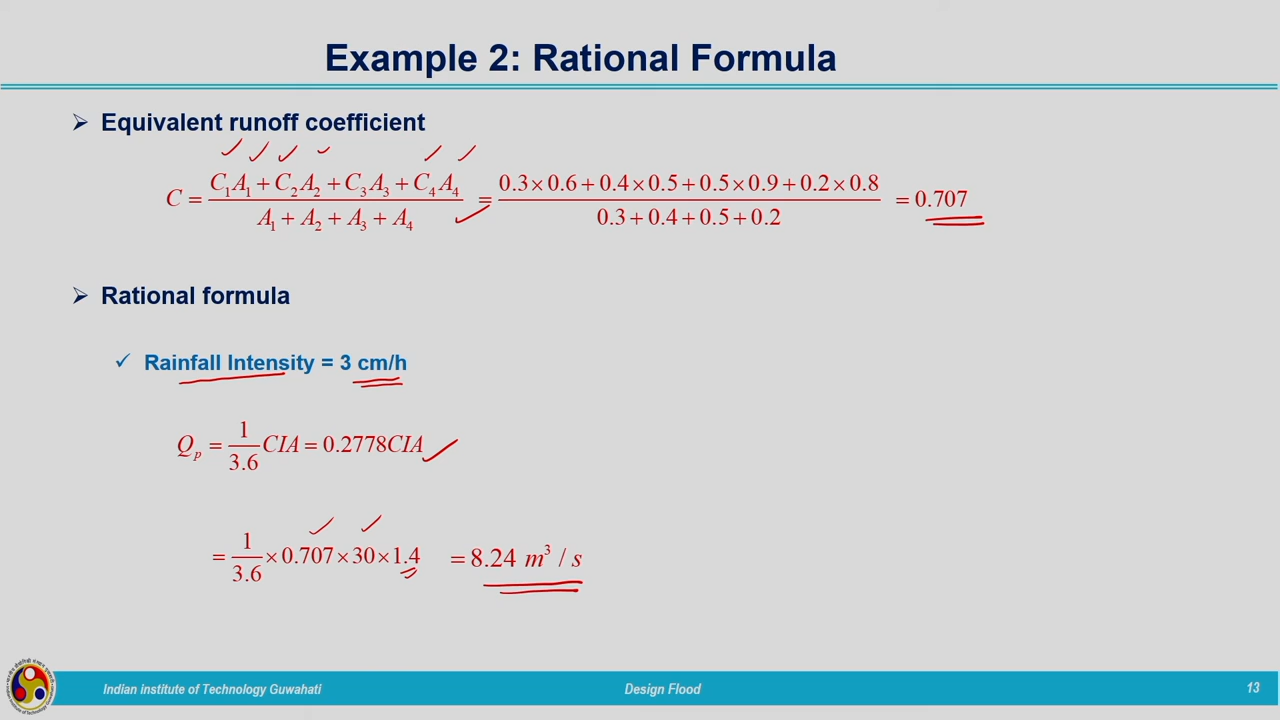 Example 2: Rational Formula
➢ Equivalent runoff coefficient
C = (C₁A₁ + C₂A₂ + C₃A₃ + C₄A₄) / (A₁ + A₂ + A₃ + A₄) = (0.3×0.6 + 0.4×0.5 + 0.5×0.9 + 0.2×0.8) / (0.3 + 0.4 + 0.5 + 0.2) = 0.707
➢ Rational formula
✓ Rainfall Intensity = 3 cm/h
Qₚ = 1/3.6 CIA = 0.2778CIA
= 1/3.6 × 0.707 × 30 × 1.4 = 8.24 m³ / s
Indian institute of Technology Guwahati Design Flood 13